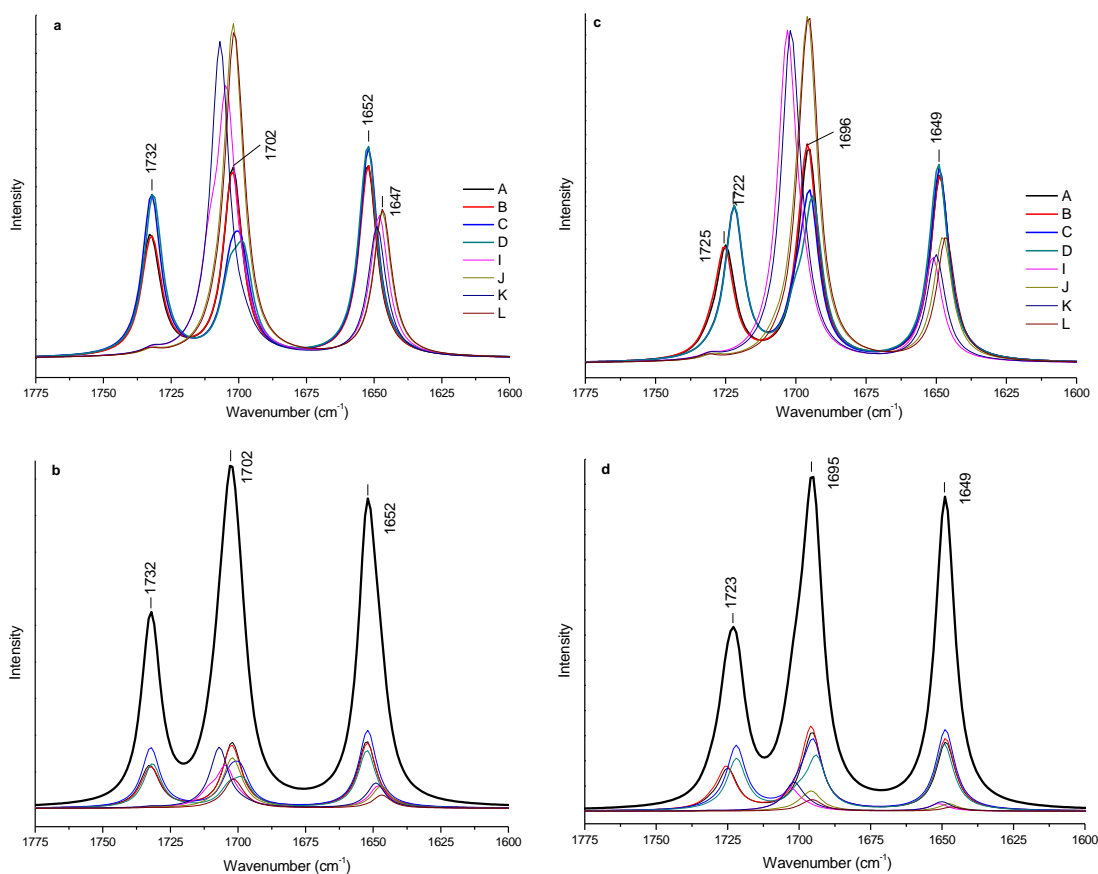 a
1732
1702
1652
1647
A
B
C
D
I
J
K
L
Intensity
1775 1750 1725 1700 1675 1650 1625 1600
Wavenumber (cm-1)
c
1725
1722
1696
1649
A
B
C
D
I
J
K
L
Intensity
1775 1750 1725 1700 1675 1650 1625 1600
Wavenumber (cm-1)
b
1732
1702
1652
Intensity
1775 1750 1725 1700 1675 1650 1625 1600
Wavenumber (cm-1)
d
1723
1695
1649
Intensity
1775 1750 1725 1700 1675 1650 1625 1600
Wavenumber (cm-1)